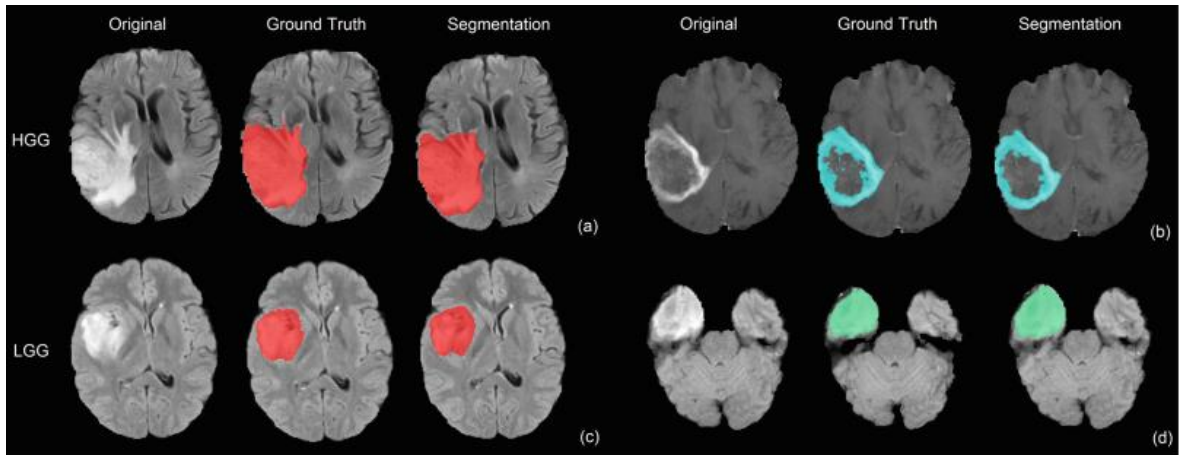 Original Ground Truth Segmentation Original Ground Truth Segmentation
HGG
(a)
(b)
LGG
(c)
(d)